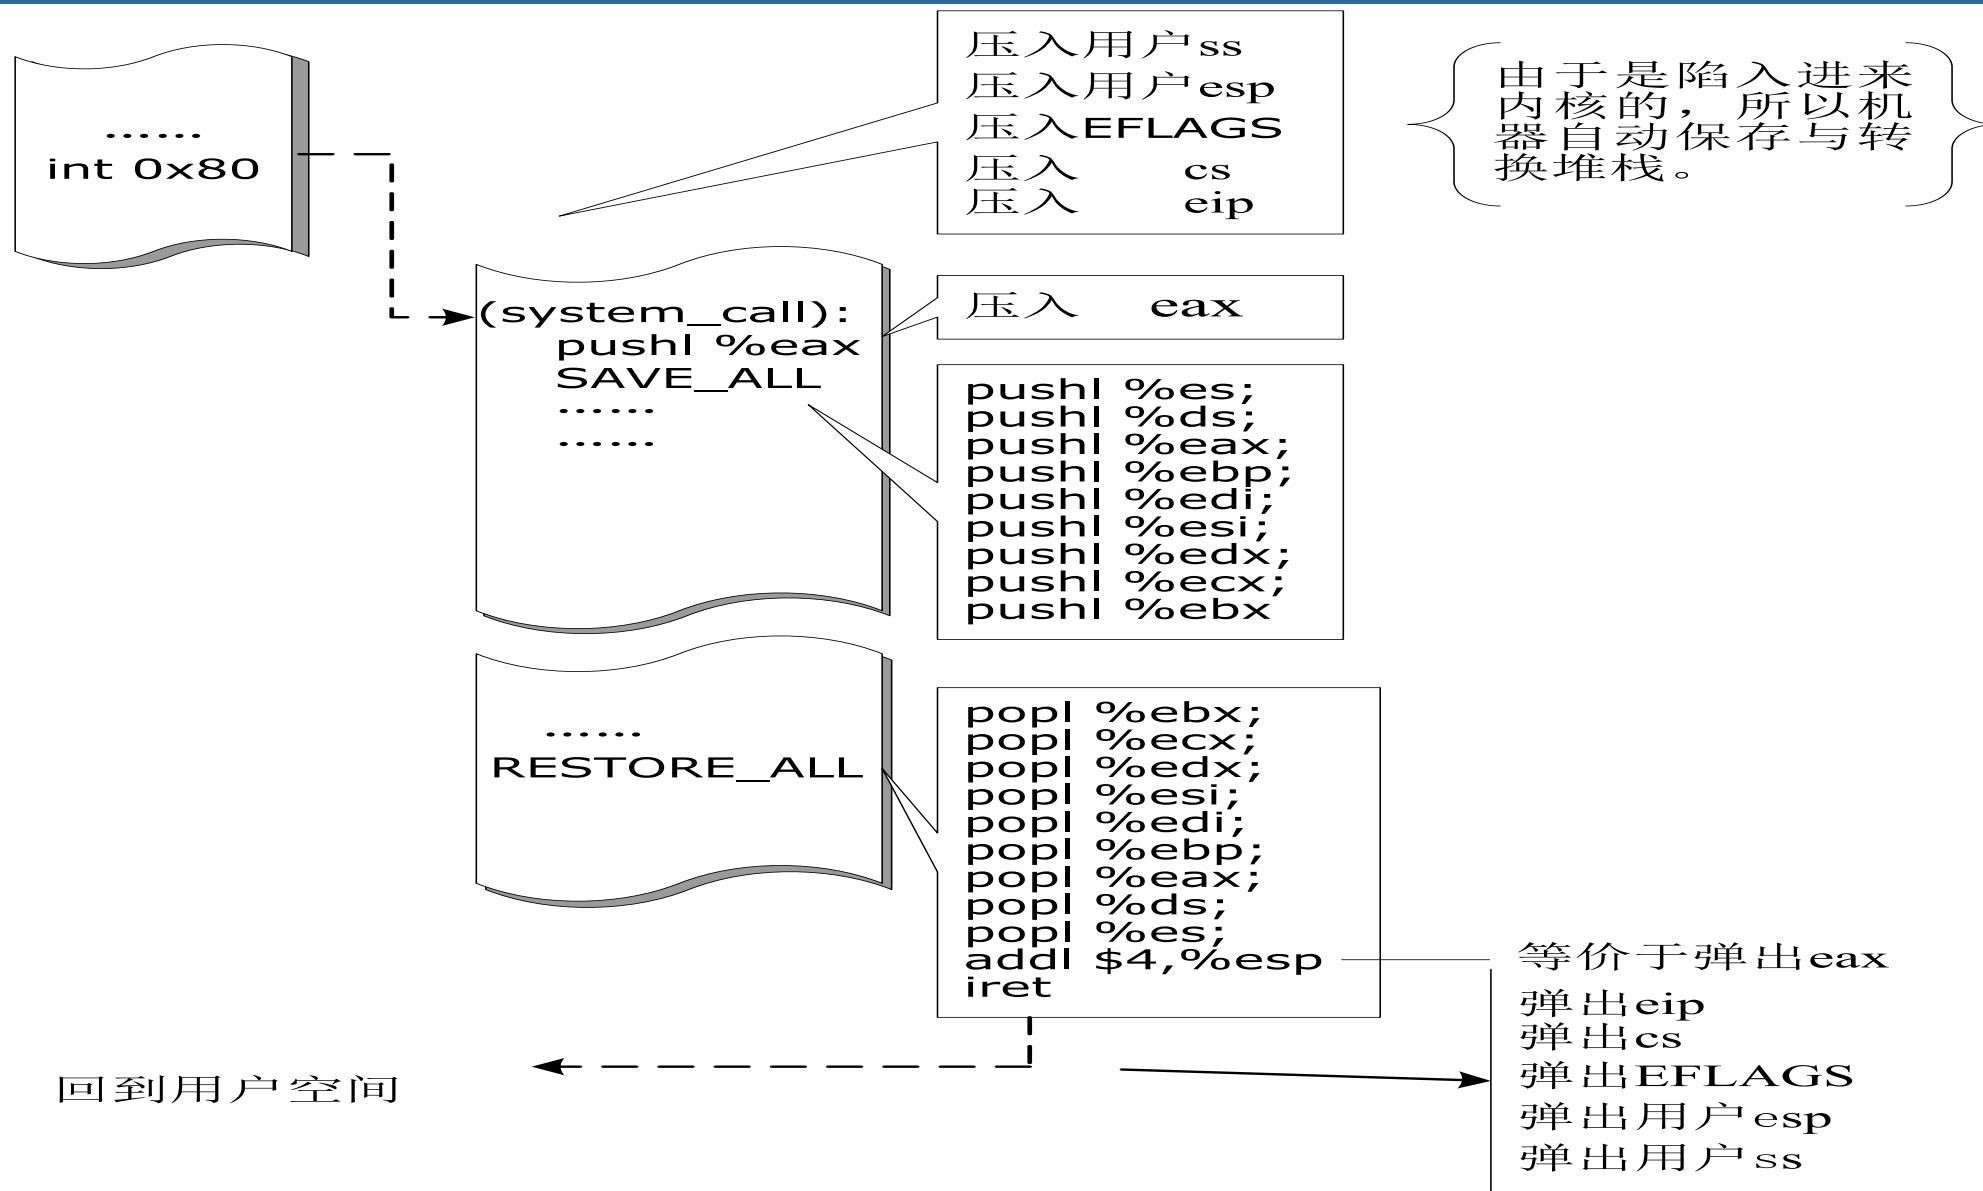 ……
int 0x80
压入用户ss
压入用户esp
压入EFLAGS
压入 cs
压入 eip
由于是陷入进来
内核的，所以机
器自动保存与转
换堆栈。
(system_call):
pushl %eax
SAVE_ALL
……
……
压入 eax
pushl %es;
pushl %ds;
pushl %eax;
pushl %ebp;
pushl %edi;
pushl %esi;
pushl %edx;
pushl %ecx;
pushl %ebx
……
RESTORE_ALL
popl %ebx;
popl %ecx;
popl %edx;
popl %esi;
popl %edi;
popl %ebp;
popl %eax;
popl %ds;
popl %es;
addl $4,%esp
iret
等价于弹出eax
弹出eip
弹出cs
弹出EFLAGS
弹出用户esp
弹出用户ss
回到用户空间